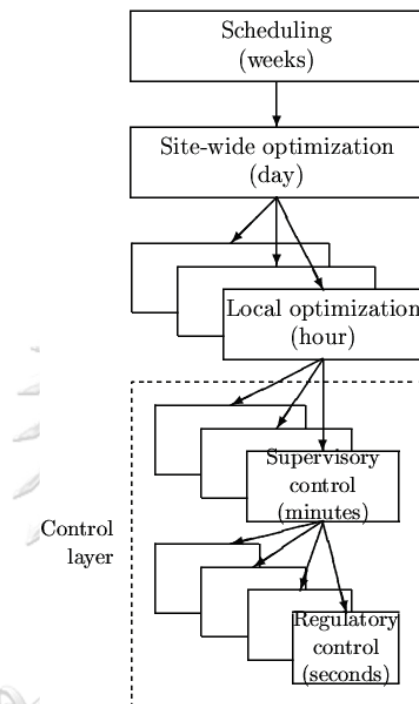 Scheduling
(weeks)
Site-wide optimization
(day)
Local optimization
(hour)
Supervisory
control
(minutes)
Control
layer
Regulatory
control
(seconds)